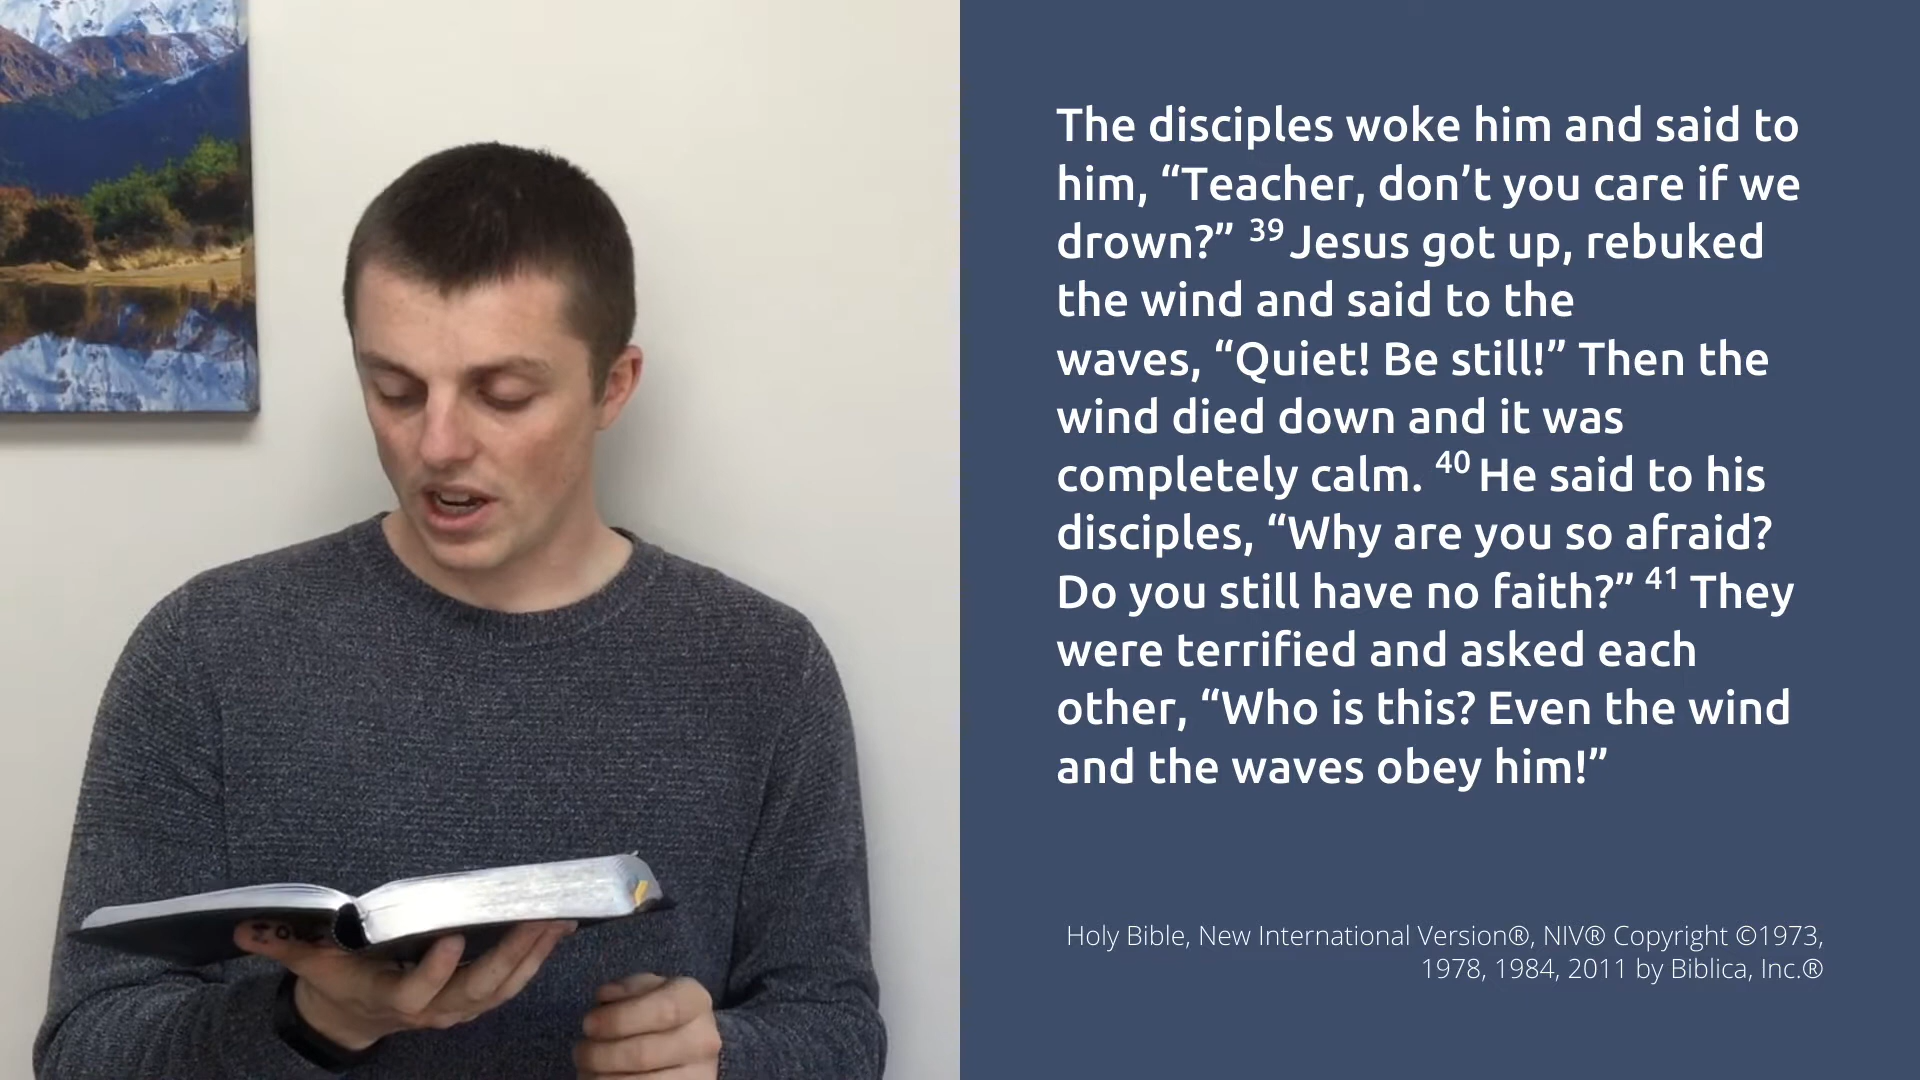 The disciples woke him and said to
him, “Teacher, don’t you care if we
drown?” 39 Jesus got up, rebuked
the wind and said to the
waves, “Quiet! Be still!” Then the
wind died down and it was
completely calm. 40 He said to his
disciples, “Why are you so afraid?
Do you still have no faith?” 41 They
were terrified and asked each
other, “Who is this? Even the wind
and the waves obey him!”
Holy Bible, New International Version®, NIV® Copyright ©1973,
1978, 1984, 2011 by Biblica, Inc.®